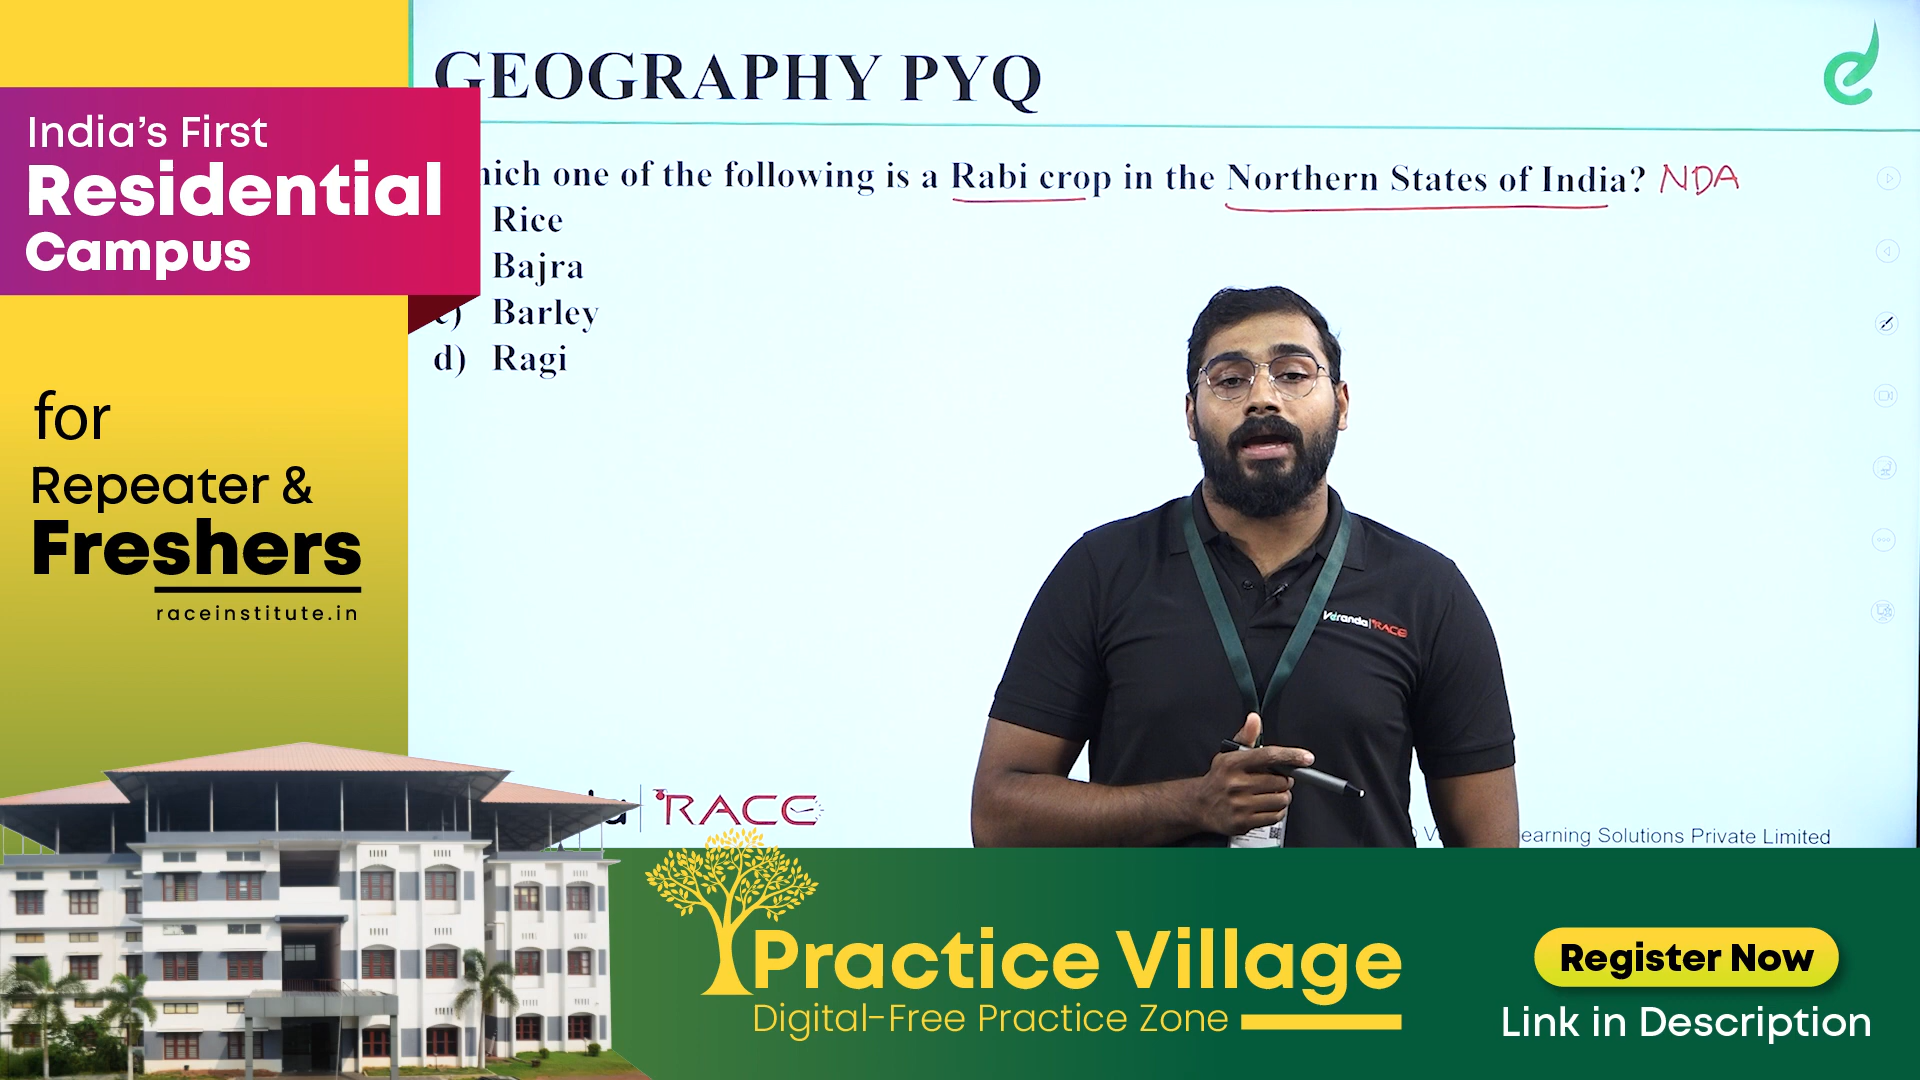 GEOGRAPHY PYQ
India's First
Residential
Campus
hich one of the following is a Rabi crop in the Northern States of India? NDA
Rice
Bajra
c) Barley
d) Ragi
for
Repeater &
Freshers
raceinstitute.in
Veranda RACE
RACE
earning Solutions Private Limited
Practice Village
Digital-Free Practice Zone
Register Now
Link in Description